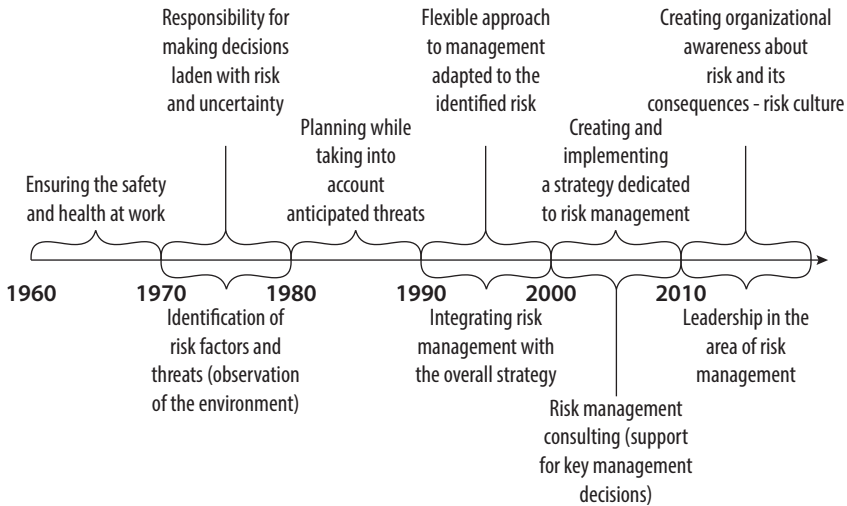 Responsibility for
making decisions
laden with risk
and uncertainty
Flexible approach
to management
adapted to the
identified risk
Creating organizational
awareness about
risk and its
consequences - risk culture
Ensuring the safety
and health at work
Planning while
taking into
account
anticipated threats
Creating and
implementing
a strategy dedicated
to risk management
1960
1970
1980
1990
2000
2010
Identification of
risk factors and
threats (observation
of the environment)
Integrating risk
management with
the overall strategy
Risk management
consulting (support
for key management
decisions)
Leadership in the
area of risk
management